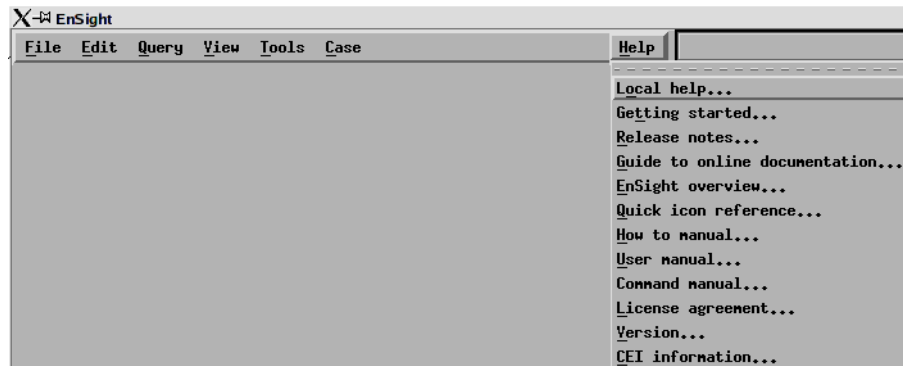 EnSight
File Edit Query View Tools Case Help
Local help...
Getting started...
Release notes...
Guide to online documentation...
EnSight overview...
Quick icon reference...
How to manual...
User manual...
Command manual...
License agreement...
Version...
CEI information...